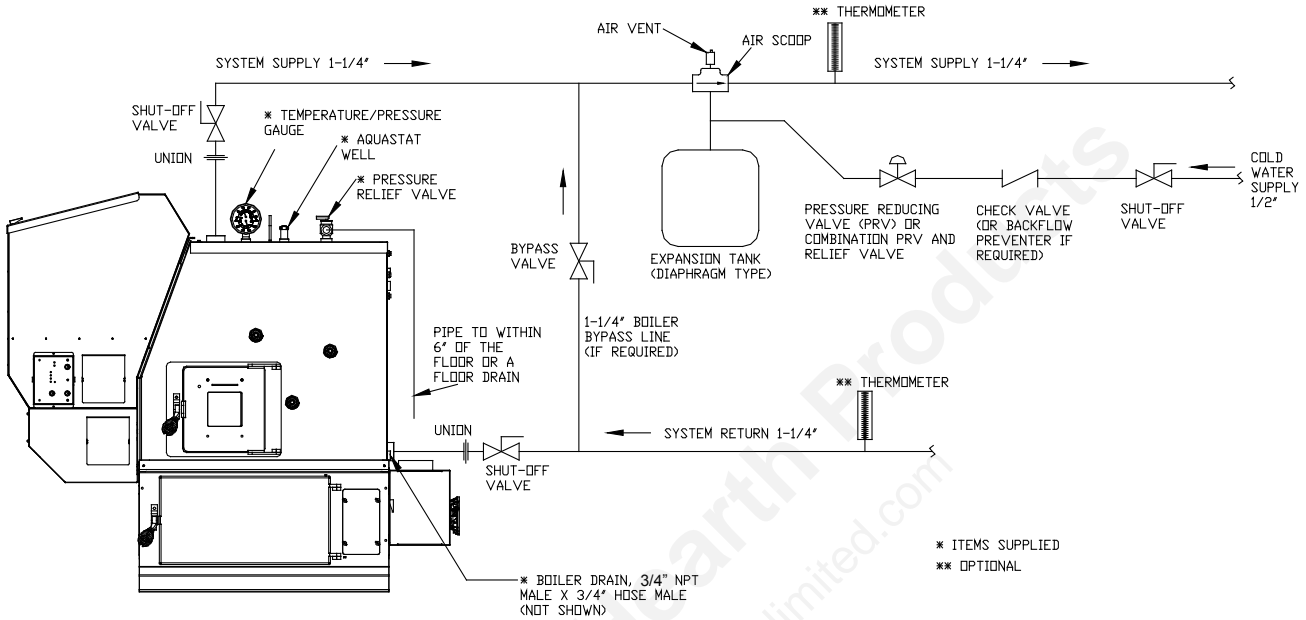 ** THERMOMETER
AIR VENT
AIR SCOOP
SYSTEM SUPPLY 1-1/4"
SYSTEM SUPPLY 1-1/4"
SHUT-OFF
VALVE
* TEMPERATURE/PRESSURE
GAUGE
* AQUASTAT
WELL
UNION
* PRESSURE
RELIEF VALVE
COLD
WATER
SUPPLY
1/2"
PRESSURE REDUCING
VALVE (PRV) OR
COMBINATION PRV AND
RELIEF VALVE
CHECK VALVE
(OR BACKFLOW
PREVENTER IF
REQUIRED)
SHUT-OFF
VALVE
BYPASS
VALVE
EXPANSION TANK
(DIAPHRAGM TYPE)
1-1/4" BOILER
BYPASS LINE
(IF REQUIRED)
PIPE TO WITHIN
6" OF THE
FLOOR OR A
FLOOR DRAIN
** THERMOMETER
UNION
SYSTEM RETURN 1-1/4"
SHUT-OFF
VALVE
* ITEMS SUPPLIED
** OPTIONAL
* BOILER DRAIN, 3/4" NPT
MALE X 3/4" HOSE MALE
(NOT SHOWN)
earth Products
limited.com